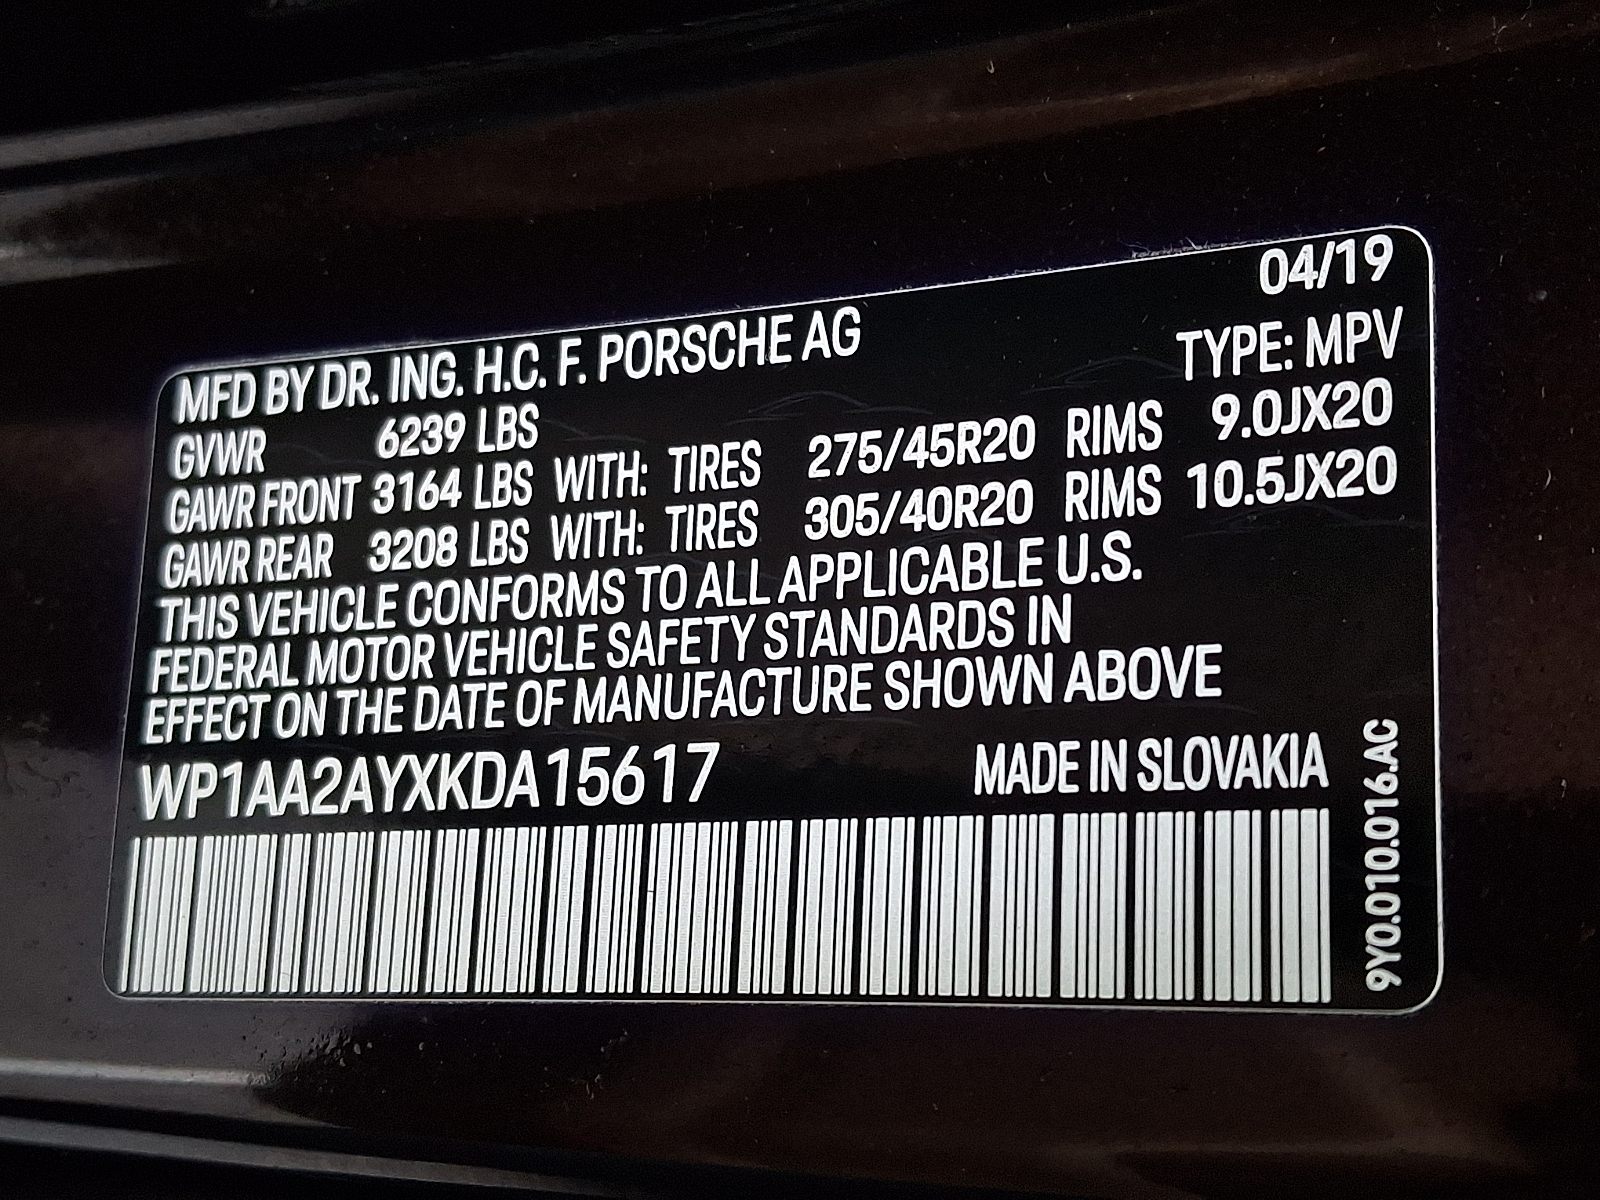 04/19
MFD BY DR. ING. H.C. F. PORSCHE AG TYPE: MPV
GVWR 6239 LBS
GAWR FRONT 3164 LBS WITH: TIRES 275/45R20 RIMS 9.0JX20
GAWR REAR 3208 LBS WITH: TIRES 305/40R20 RIMS 10.5JX20
THIS VEHICLE CONFORMS TO ALL APPLICABLE U.S.
FEDERAL MOTOR VEHICLE SAFETY STANDARDS IN
EFFECT ON THE DATE OF MANUFACTURE SHOWN ABOVE
WP1AA2AYXKDA15617 MADE IN SLOVAKIA
9Y0.010.016.AC